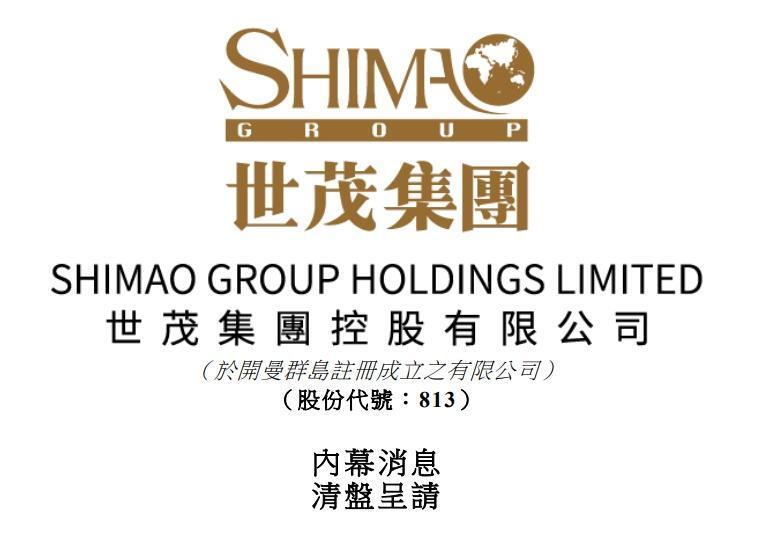 SHIMAO
GROUP
世茂集團
SHIMAO GROUP HOLDINGS LIMITED
世茂集團控股有限公司
（於開曼群島註冊成立之有限公司）
（股份代號：813）
內幕消息
清盤呈請